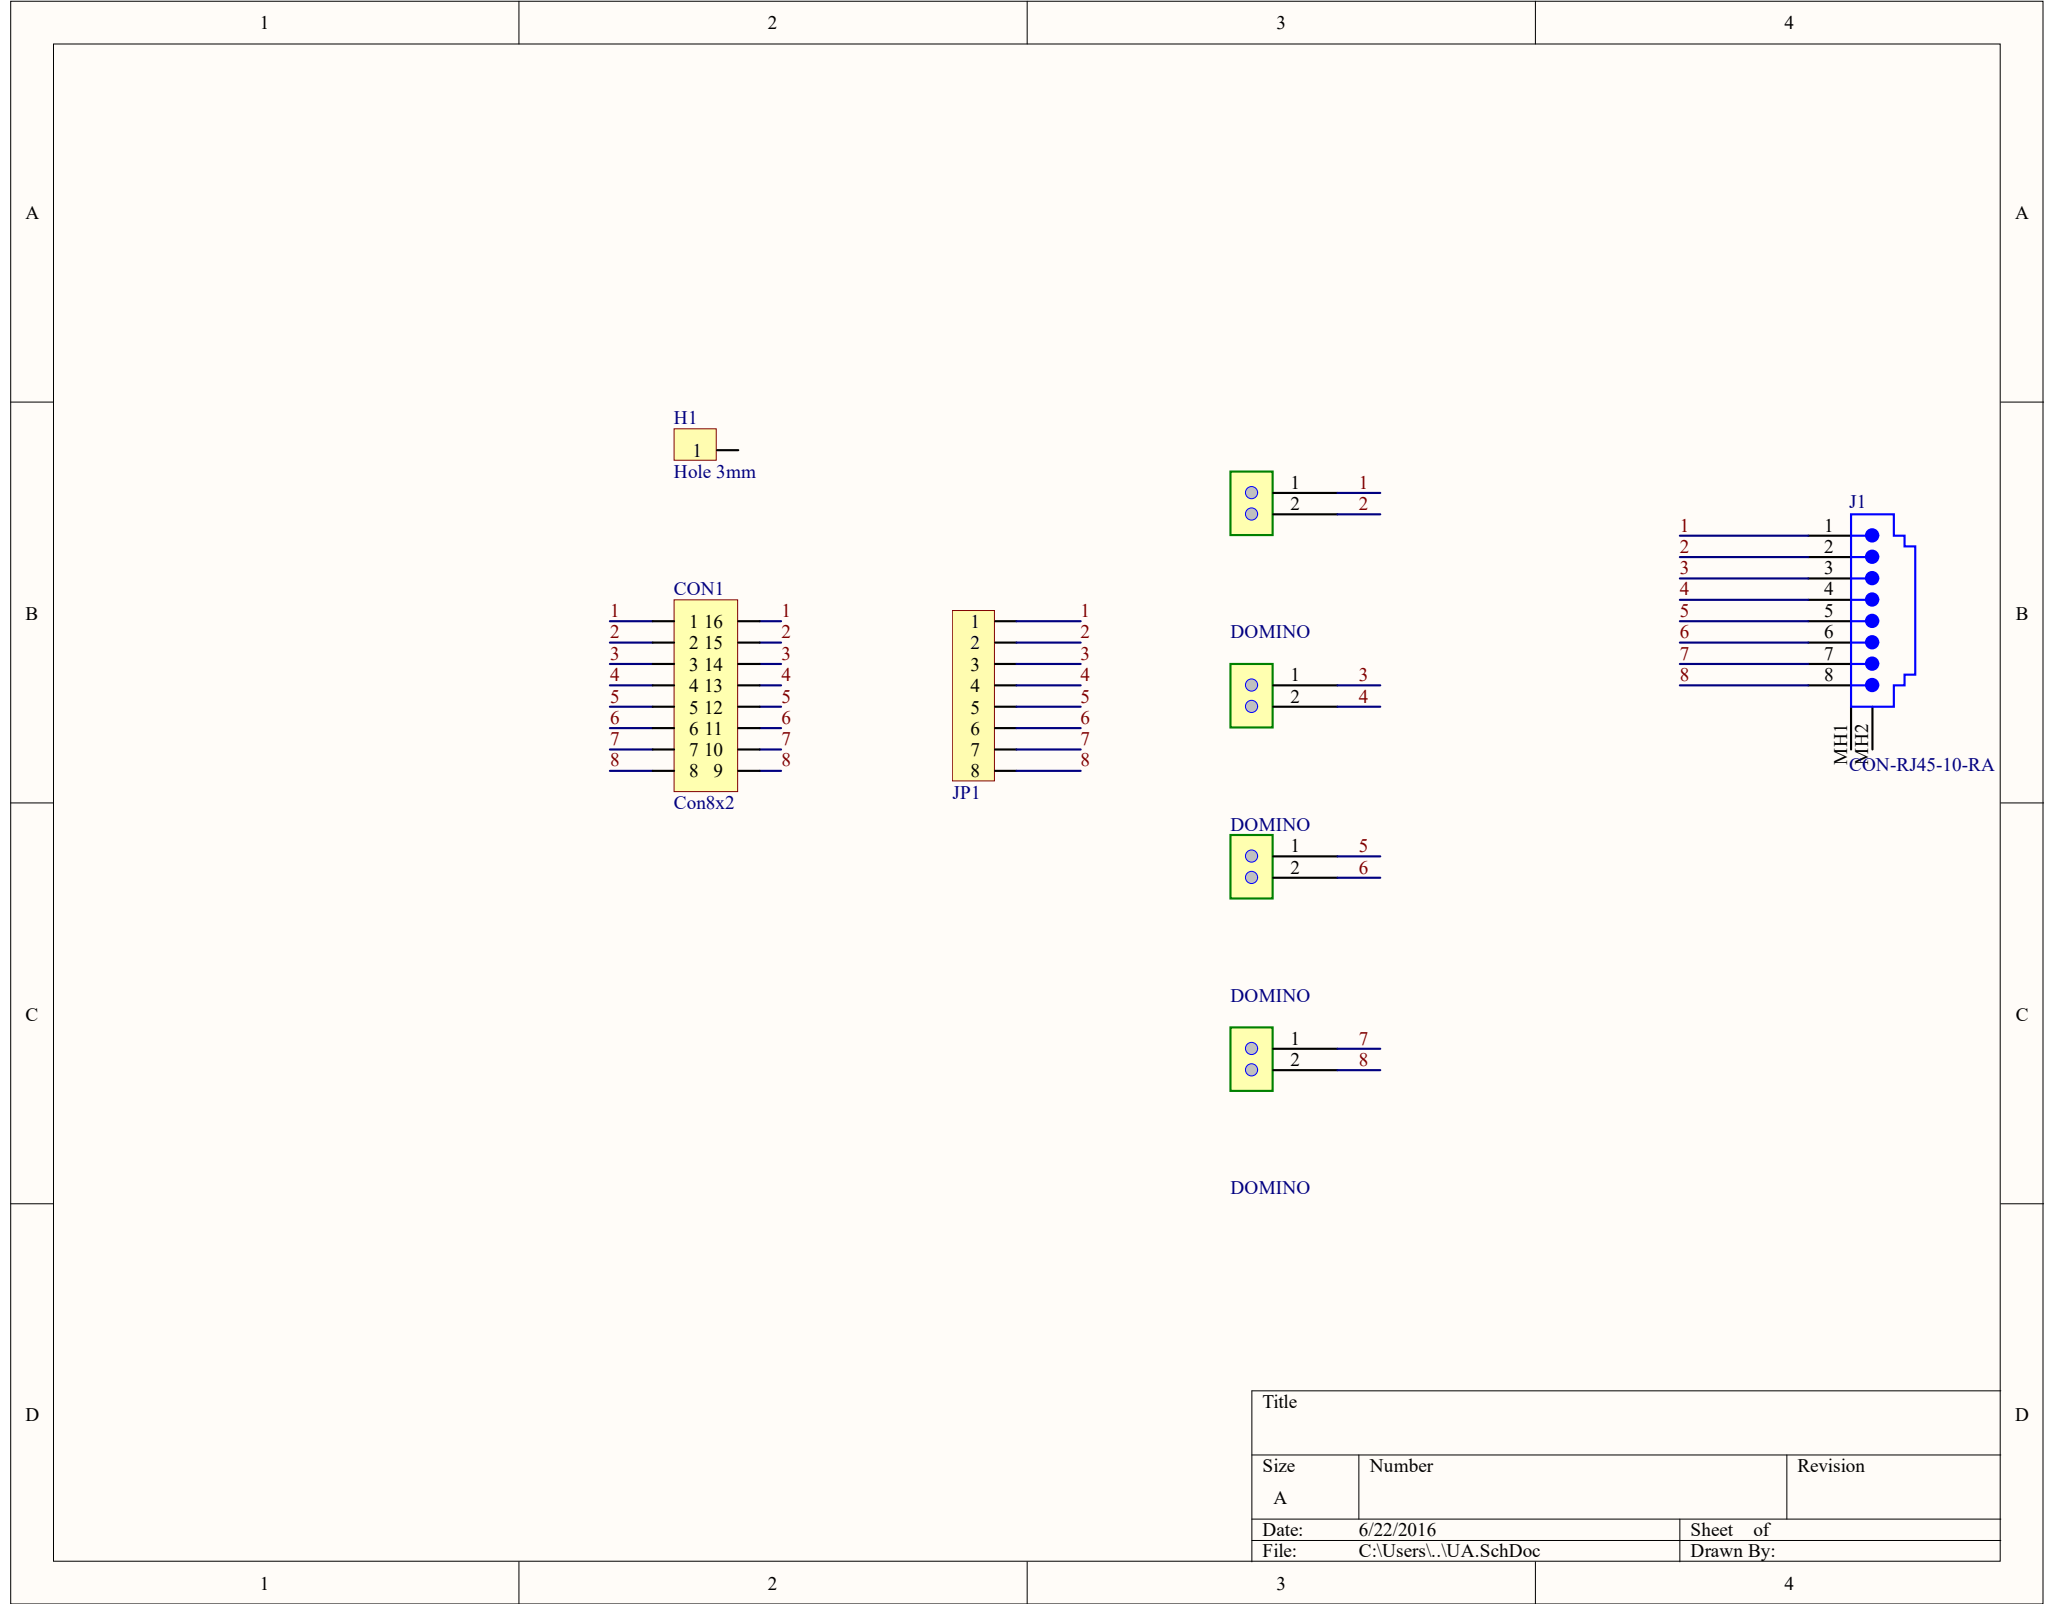 1 2 3 4
A A
H1
1
Hole 3mm
1 1
2 2
J1
1 1
2 2
3 3
4 4
5 5
6 6
7 7
8 8
MH1
MH2
CON-RJ45-10-RA
CON1
1 1 16 1
2 2 15 2
3 3 14 3
4 4 13 4
5 5 12 5
6 6 11 6
7 7 10 7
8 8 9 8
Con8x2
1 1
2 2
3 3
4 4
5 5
6 6
7 7
8 8
JP1
B B
DOMINO
1 3
2 4
DOMINO
1 5
2 6
DOMINO
C C
1 7
2 8
DOMINO
D D
Title
Size Number Revision
A
Date: 6/22/2016 Sheet of
File: C:\Users\..\UA.SchDoc Drawn By:
1 2 3 4